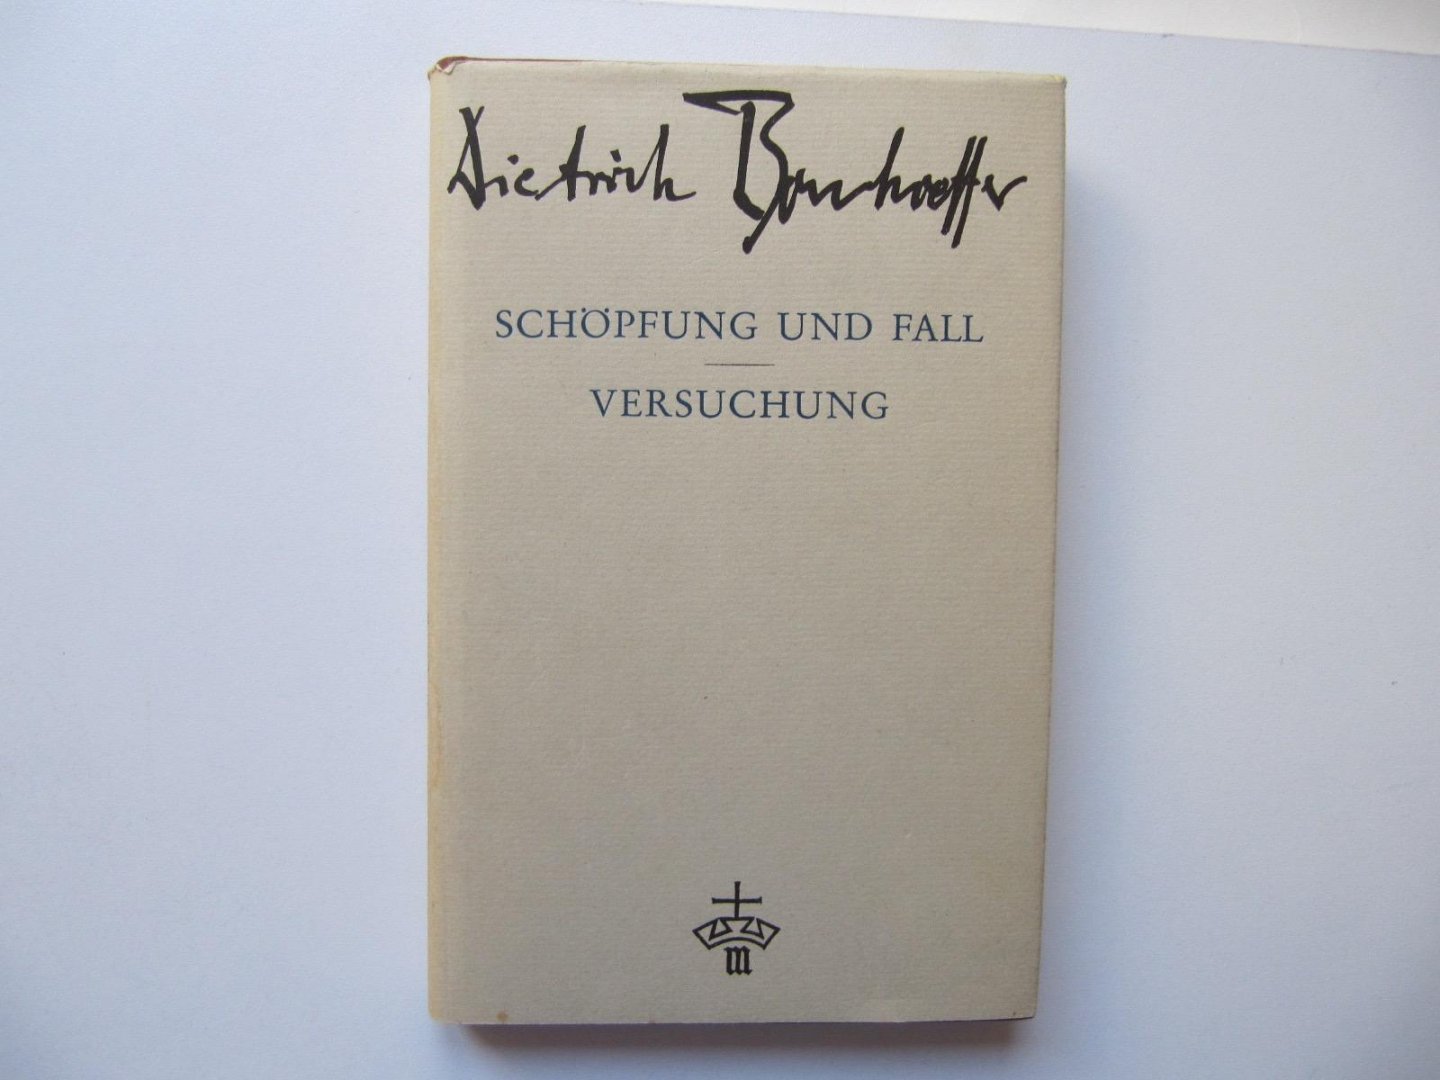 Dietrich Bonhoeffer
SCHÖPFUNG UND FALL
VERSUCHUNG
m